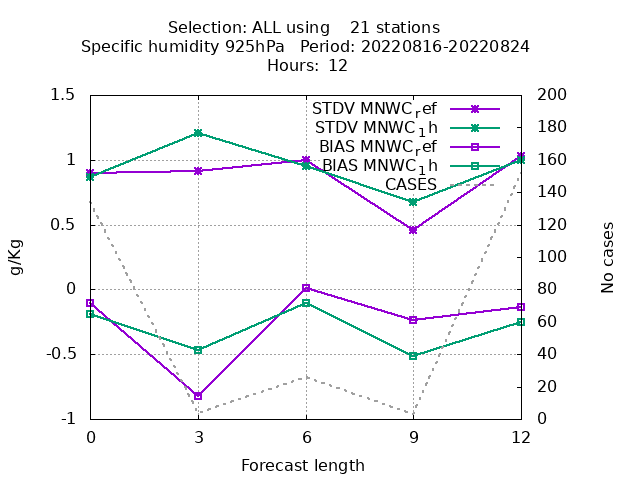 Selection: ALL using    21 stations
Specific humidity 925hPa   Period: 20220816-20220824
Hours:  12
1.5
1
0.5
0
-0.5
-1
200
180
160
140
120
100
80
60
40
20
0
STDV MNWC_ref
STDV MNWC_1h
BIAS MNWC_ref
BIAS MNWC_1h
CASES
g/Kg
No cases
0 3 6 9 12
Forecast length